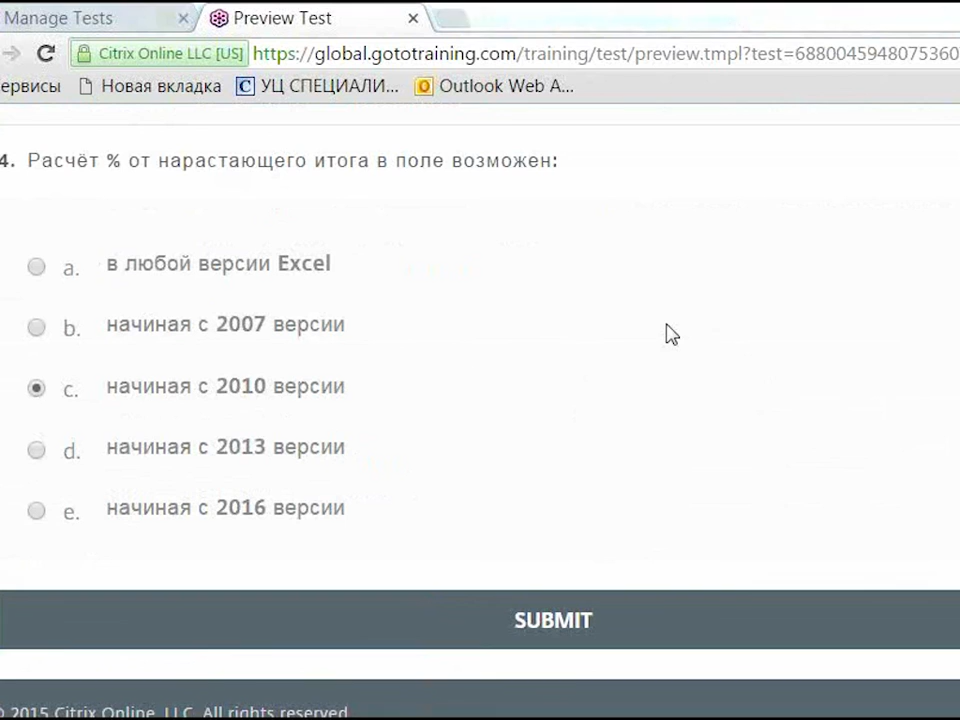 Manage Tests
Preview Test
Citrix Online LLC [US] https://global.gototraining.com/training/test/preview.tmpl?test=68800459480753607
ервисы Новая вкладка УЦ СПЕЦИАЛИ... Outlook Web A...
4. Расчёт % от нарастающего итога в поле возможен:
a. в любой версии Excel
b. начиная с 2007 версии
c. начиная с 2010 версии
d. начиная с 2013 версии
e. начиная с 2016 версии
SUBMIT
© 2015 Citrix Online, LLC. All rights reserved